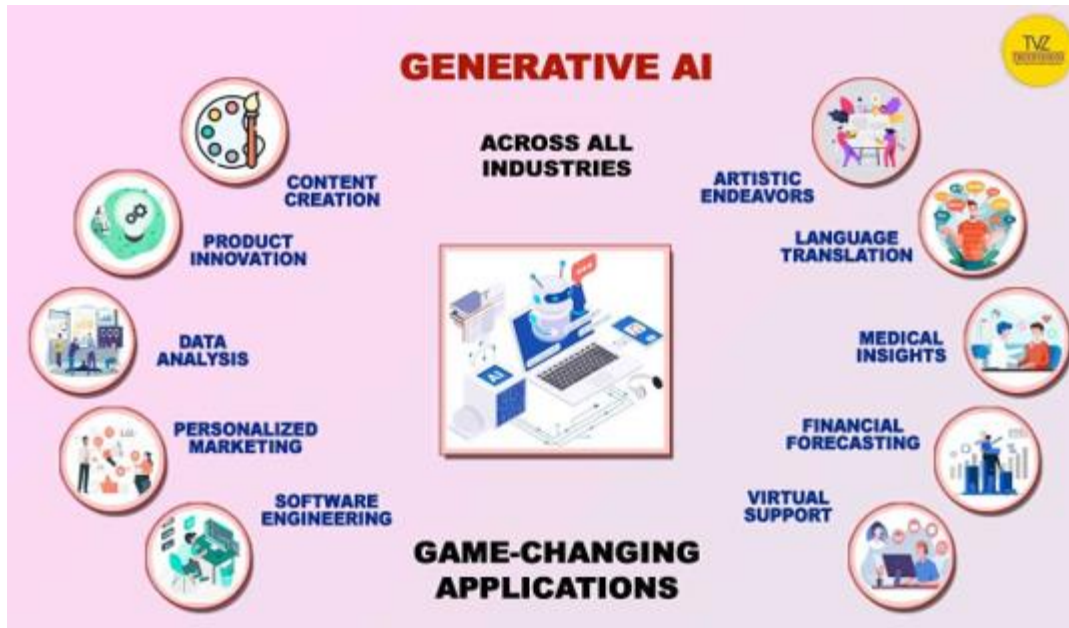 GENERATIVE AI
TVZ
ACROSS ALL
INDUSTRIES
CONTENT
CREATION
PRODUCT
INNOVATION
DATA
ANALYSIS
PERSONALIZED
MARKETING
SOFTWARE
ENGINEERING
ARTISTIC
ENDEAVORS
LANGUAGE
TRANSLATION
MEDICAL
INSIGHTS
FINANCIAL
FORECASTING
VIRTUAL
SUPPORT
AI
GAME-CHANGING
APPLICATIONS